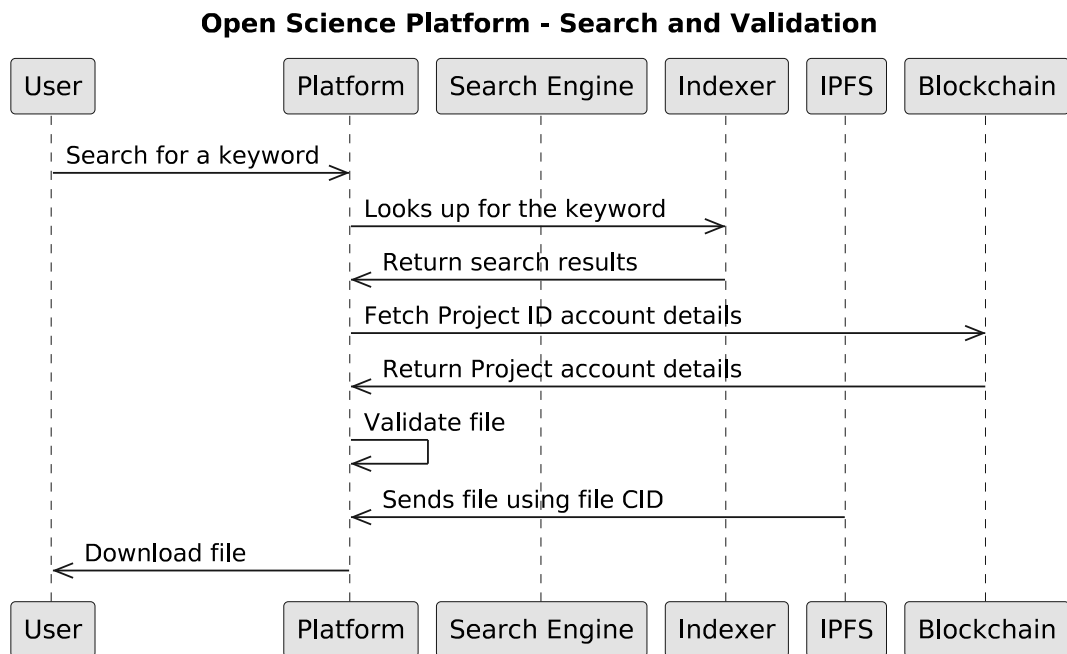 Open Science Platform - Search and Validation
User Platform Search Engine Indexer IPFS Blockchain
Search for a keyword
Looks up for the keyword
Return search results
Fetch Project ID account details
Return Project account details
Validate file
Sends file using file CID
Download file
User Platform Search Engine Indexer IPFS Blockchain